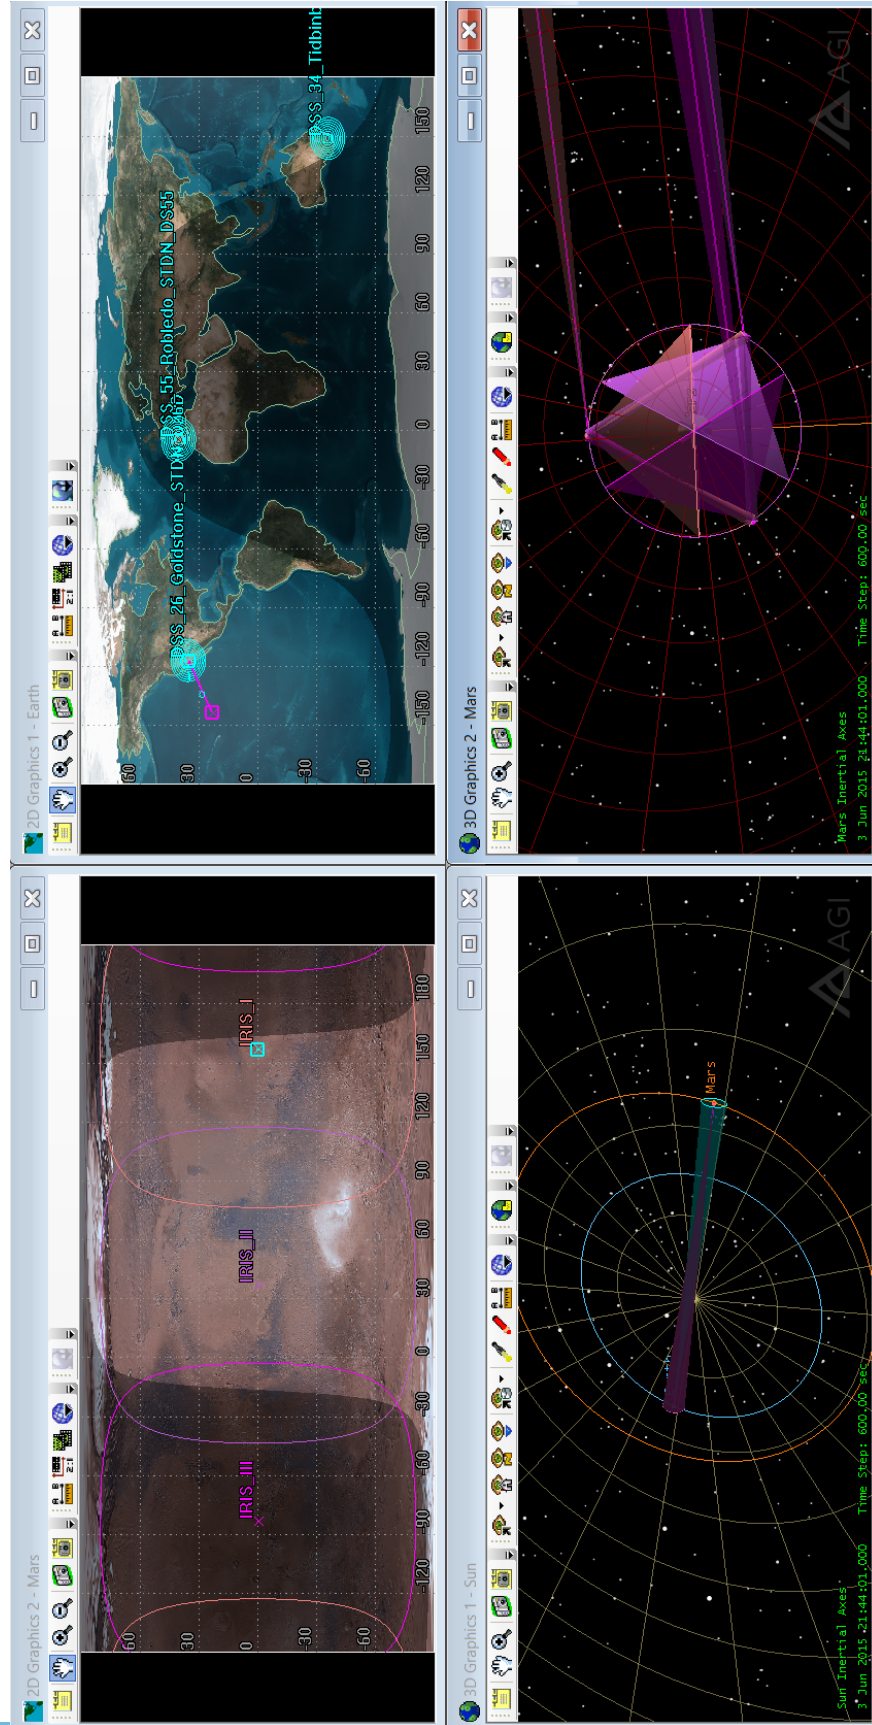 2D Graphics 2 - Mars
60
30
0
-30
-60
-120
-90
-60
-30
0
30
60
90
120
150
180
IRIS_III
IRIS_II
IRIS_I
2D Graphics 1 - Earth
60
30
0
-30
-60
-150
-120
-90
-60
-30
0
30
60
90
120
150
DSS_55_Robledo_STDN_DS55
DSS_34_Tidbinb
3D Graphics 1 - Sun
Mars
Sun Inertial Axes
3 Jun 2015 21:44:01.000 Time Step: 600.00 sec
AGI
3D Graphics 2 - Mars
Mars Inertial Axes
3 Jun 2015 21:44:01.000 Time Step: 600.00 sec
AGI